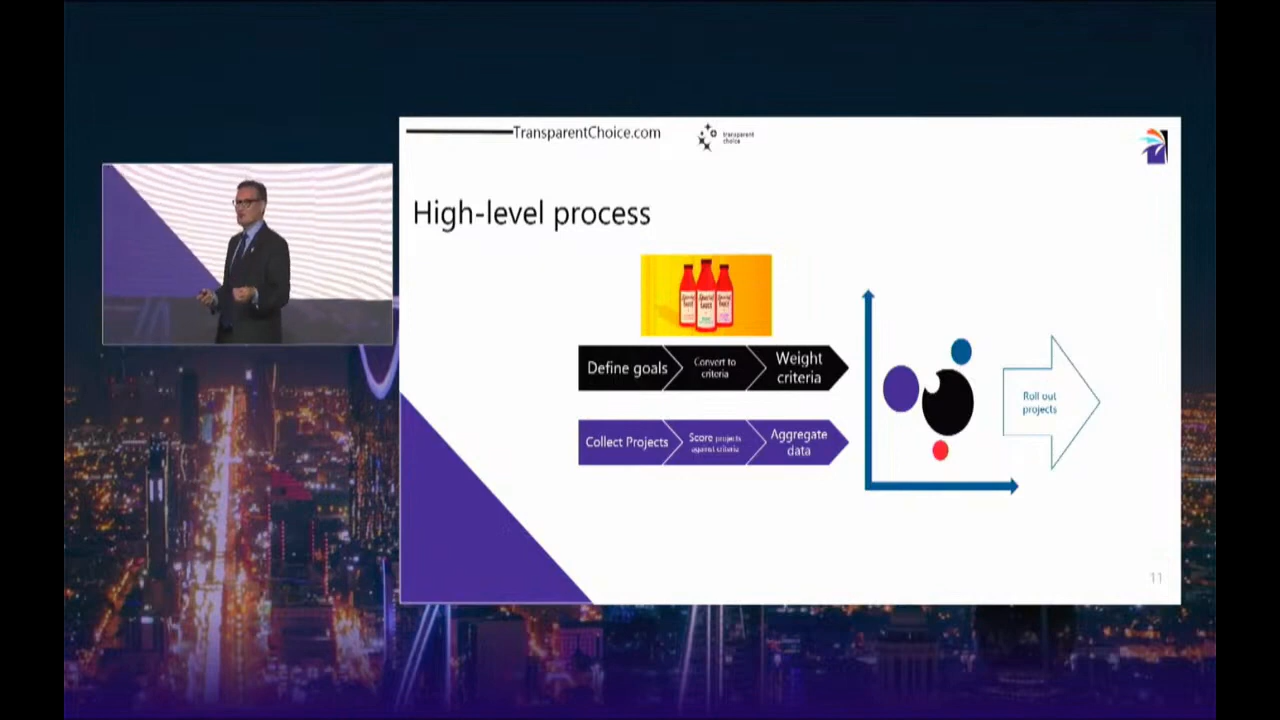 TransparentChoice.com
transparent
choice
High-level process
Define goals
Convert to
criteria
Weight
criteria
Collect Projects
Score projects
against criteria
Aggregate
data
Roll out
projects
11